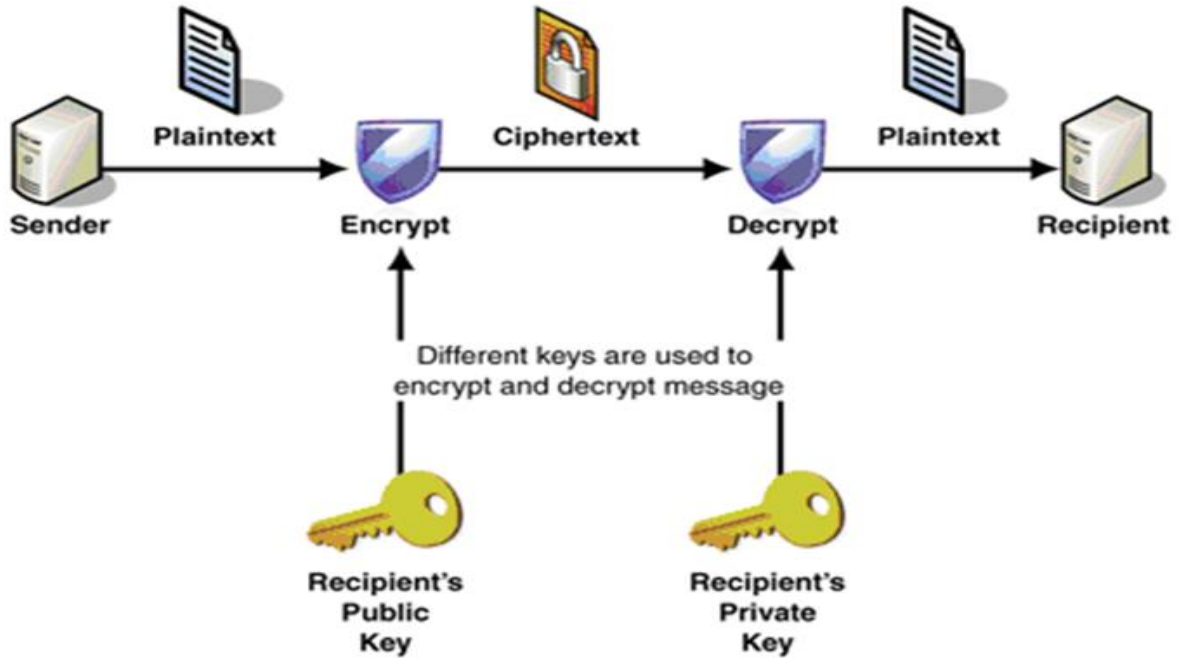 Plaintext
Ciphertext
Plaintext
Sender
Encrypt
Decrypt
Recipient
Different keys are used to
encrypt and decrypt message
Recipient's
Public
Key
Recipient's
Private
Key